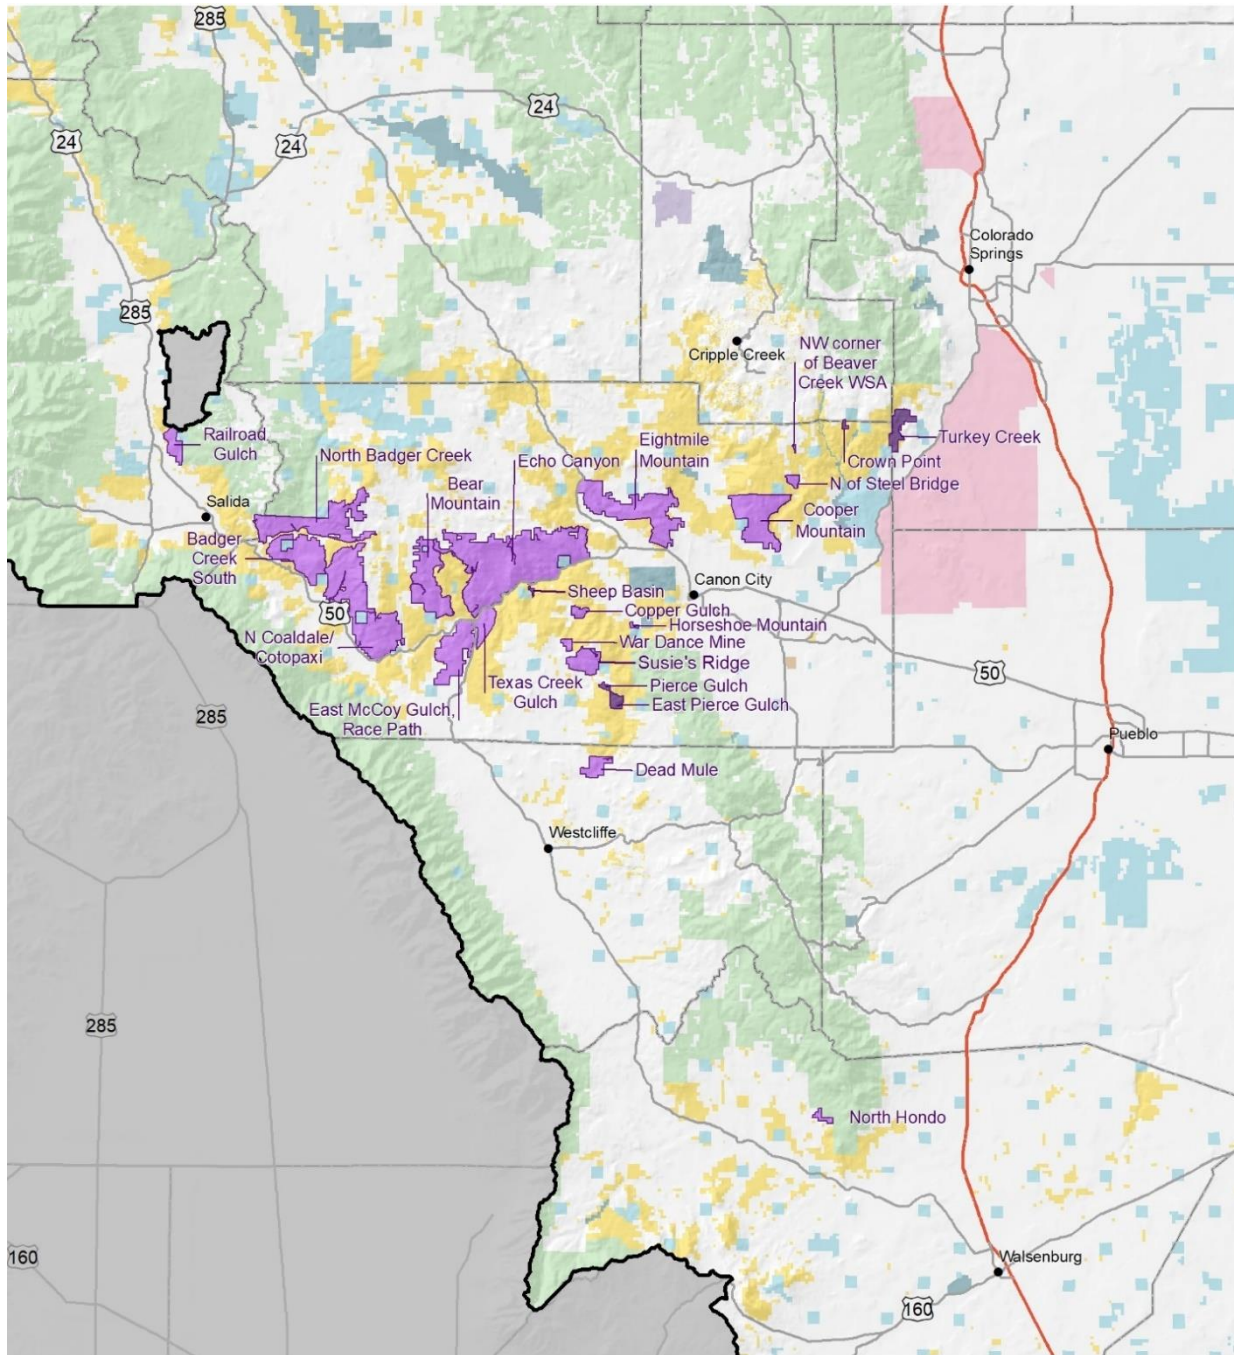 285
24
24
24
Colorado
Springs
285
Cripple Creek
NW corner
of Beaver
Creek WSA
Railroad
Gulch
North Badger Creek
Echo Canyon
Eightmile
Mountain
Turkey Creek
Crown Point
N of Steel Bridge
Bear
Mountain
Salida
Cooper
Mountain
Badger
Creek
South
Sheep Basin
Canon City
50
Copper Gulch
Horseshoe Mountain
N Coaldale/
Cotopaxi
War Dance Mine
Susie's Ridge
50
Texas Creek
Gulch
Pierce Gulch
East Pierce Gulch
285
East McCoy Gulch,
Race Path
Pueblo
Dead Mule
Westcliffe
285
North Hondo
160
Walsenburg
160